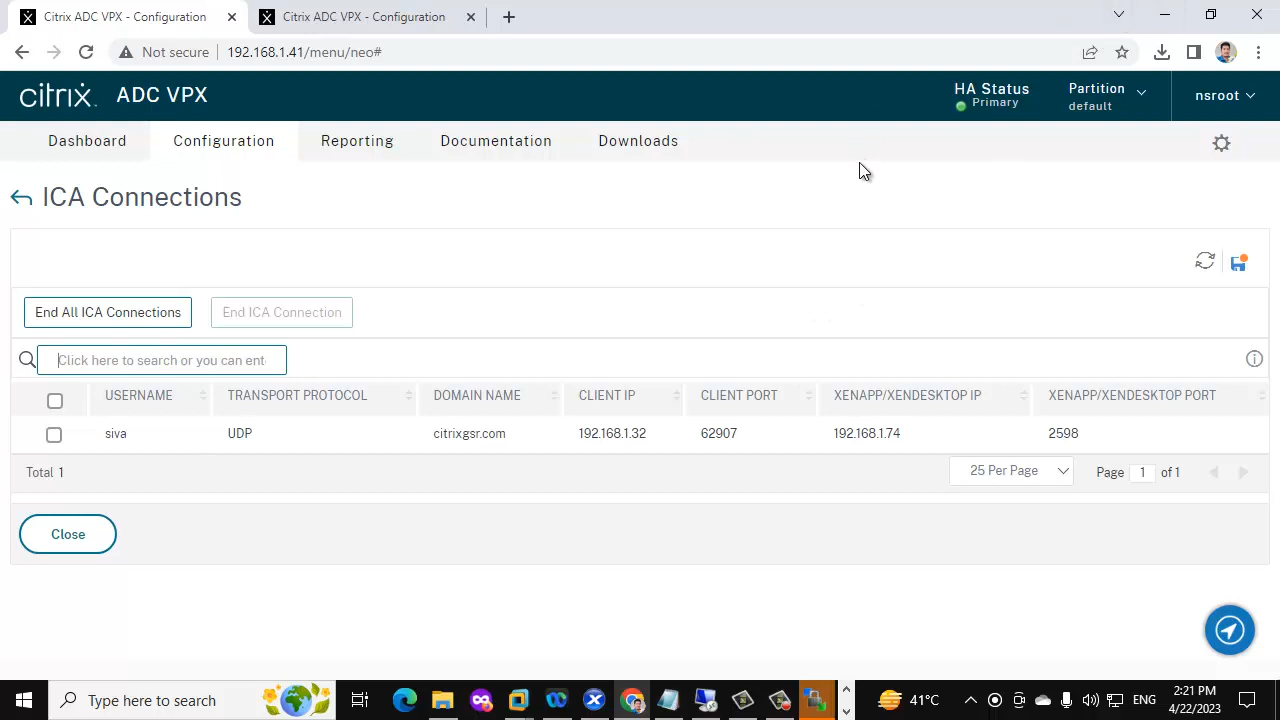 Citrix ADC VPX - Configuration
Citrix ADC VPX - Configuration
Not secure
192.168.1.41/menu/neo#
citrix. ADC VPX
HA Status
Primary
Partition
default
nsroot
Dashboard
Configuration
Reporting
Documentation
Downloads
ICA Connections
End All ICA Connections
End ICA Connection
Click here to search or you can ent
USERNAME TRANSPORT PROTOCOL DOMAIN NAME CLIENT IP CLIENT PORT XENAPP/XENDESKTOP IP XENAPP/XENDESKTOP PORT
siva UDP citrixgsr.com 192.168.1.32 62907 192.168.1.74 2598
Total 1
25 Per Page
Page 1 of 1
Close
Type here to search
41°C
ENG
2:21 PM
4/22/2023